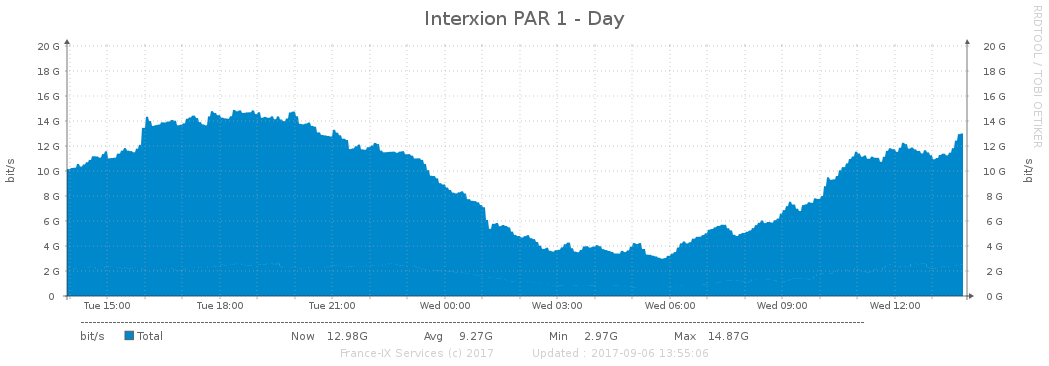 Interxion PAR 1 - Day
RRDTOOL / TOBI OETIKER
20 G 20 G
18 G 18 G
16 G 16 G
14 G 14 G
12 G 12 G
10 G 10 G
8 G 8 G
6 G 6 G
4 G 4 G
2 G 2 G
0 0 G
bit/s bit/s
Tue 15:00 Tue 18:00 Tue 21:00 Wed 00:00 Wed 03:00 Wed 06:00 Wed 09:00 Wed 12:00
bit/s Total Now 12.98G Avg 9.27G Min 2.97G Max 14.87G
France-IX Services (c) 2017 Updated : 2017-09-06 13:55:06